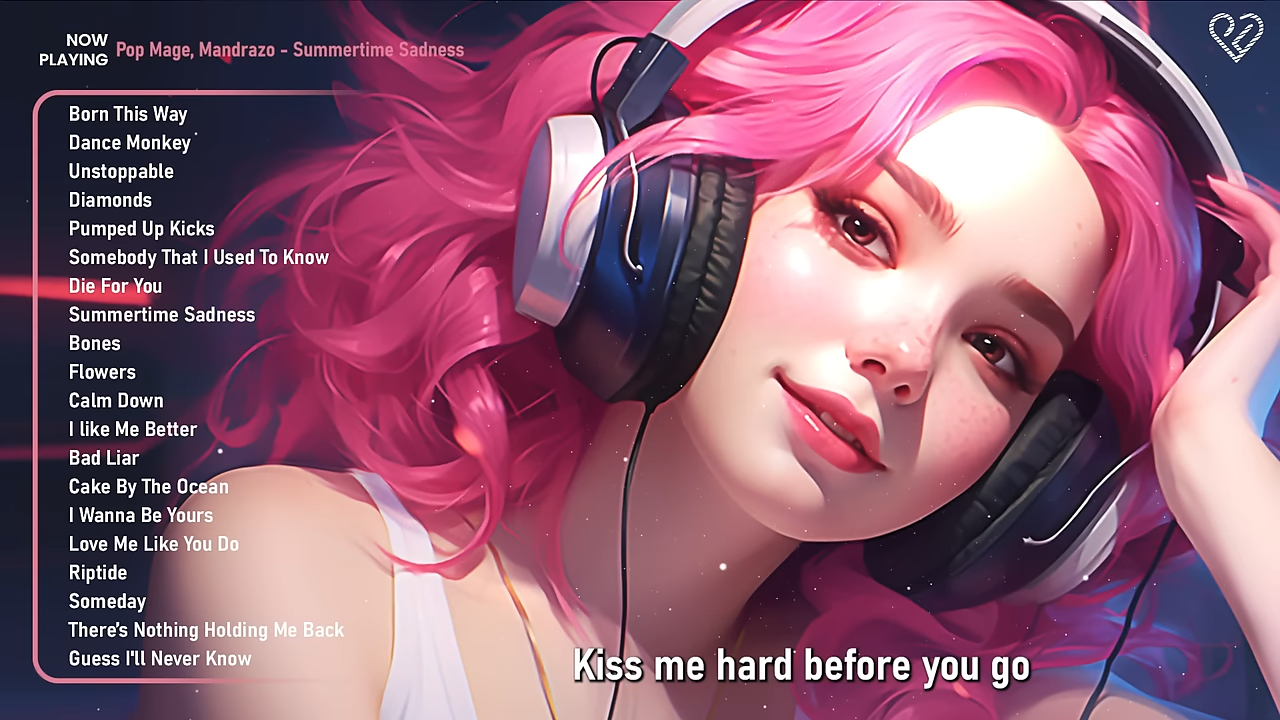 NOW
PLAYING
Pop Mage, Mandrazo - Summertime Sadness
Born This Way
Dance Monkey
Unstoppable
Diamonds
Pumped Up Kicks
Somebody That I Used To Know
Die For You
Summertime Sadness
Bones
Flowers
Calm Down
I like Me Better
Bad Liar
Cake By The Ocean
I Wanna Be Yours
Love Me Like You Do
Riptide
Someday
There's Nothing Holding Me Back
Guess I'll Never Know
Kiss me hard before you go